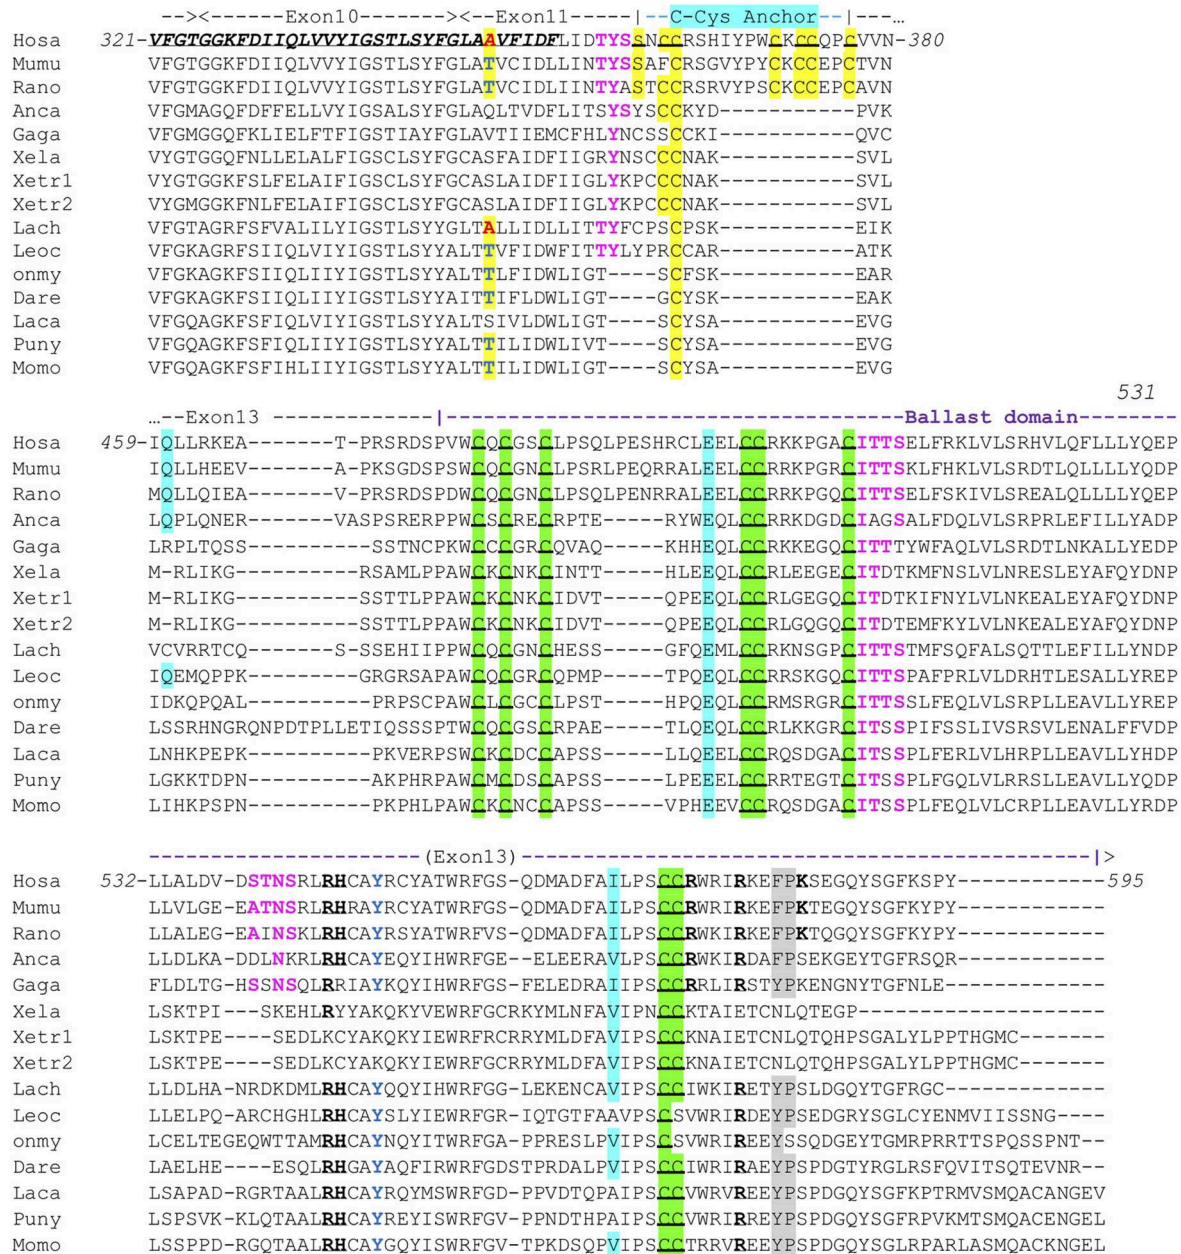 --><------Exon10-------><--Exon11-----|--C-Cys Anchor--|---…
Hosa 321-VFGTGGKFDIIQLVVYIGSTLSYFGLAAVFIDFLIDTYSSNCCRSHIYPWCKCCQPCVVN-380
Mumu VFGTGGKFDIIQLVVYIGSTLSYFGLATVCIDLLINTYSSAFCRSGVYPYCKCCEPCTVN
Rano VFGTGGKFDIIQLVVYIGSTLSYFGLATVCIDLIINTYASTCCRSRVYPSCKCCEPCAVN
Anca VFGMAGQFDFFELLVYIGSALSYFGLAQLTVDFLITSYSYSCCKYD----------PVK
Gaga VFGMGGQFKLIELFTFIGSTIAYFGLAVTIIEMCFHLYNCSSCCKI----------QVC
Xela VYGTGGQFNLLELALFIGSCLSYFGCASFAIDFIIGRYNSCCCNAK----------SVL
Xetr1 VYGTGGKFSLFELAIFIGSCLSYFGCASLAIDFIIGLYKPCCCNAK----------SVL
Xetr2 VYGMGGKFNLFELAIFIGSCLSYFGCASLAIDFIIGLYKPCCCNAK----------SVL
Lach VFGTAGRFSFVALILYIGSTLSYYGLTALLIDLLITTYFCPSCPSK----------EIK
Leoc VFGKAGRFSIIQLVIYIGSTLSYYALTTVFIDWFITTYLYPRCCAR----------ATK
onmy VFGKAGKFSIIQLIIYIGSTLSYYALTTLFIDWLIGT----SCFSK----------EAR
Dare VFGKAGKFSIIQLIIYIGSTLSYYAITTIFLDWLIGT----GCYSK----------EAK
Laca VFGQAGKFSFIQLVIYIGSTLSYYALTSIVLDWLIGT----SCYSA----------EVG
Puny VFGQAGKFSFIQLIIYIGSTLSYYALTTILIDWLIVT----SCYSA----------EVG
Momo VFGQAGKFSFIHLIIYIGSTLSYYALTTILIDWLIGT----SCYSA----------EVG
531
…--Exon13 ------------|----------------------------------Ballast domain-------
Hosa 459-IQLLRKEA---------T-PRSRDSPVWCQCGSCLPSQLPESHRCLEELCCRKKPGACITTSELFRKLVLSRHVLQFLLLYQEP
Mumu IQLLHEEV---------A-PKSGDSPSWCQCGNCLPSRLPEQRRALEELCCRRKPGRCITTSKLFHKLVLSRDTLQLLLLYQDP
Rano MQLLQIEA---------V-PRSRDSPDWCQCGNCLPSQLPENRRALEELCCRRKPGQCITTSELFSKIVLSREALQLLLLYQEP
Anca LQPLQNER--------VASPSRERPPWCSCRECRPTE-----RYWEQLCCRRKDGDCIAGSALFDQLVLSRPRLEFILLYADP
Gaga LRPLTQSS-----------SSTNCPKWCCCGRCQVAQ-----KHHEQLCCRKKEGQCITTTYWFAQLVLSRDTLNKALLYEDP
Xela M-RLIKG----------RSAMLPPAWCKCNKCINTT-----HLEEQLCCRLEEGECITDTKMFNSLVLNRESLEYAFQYDNP
Xetr1 M-RLIKG----------SSTTLPPAWCKCNKCIDVT-----QPEEQLCCRLGEGQCITDTKIFNYLVLNKEALEYAFQYDNP
Xetr2 M-RLIKG----------SSTTLPPAWCKCNKCIDVT-----QPEEQLCCRLGQGQCITDTEMFKYLVLNKEALEYAFQYDNP
Lach VCVRRTCQ--------S-SSEHIIPPWCQCGNCHESS-----GFQEMLCCRKNSGPCITTSTMFSQFALSQTTLEFILLYNDP
Leoc IQEMQPPK----------GRGRSAPWCQCGRCQPMP-----TPQEQLCCRRSKGQCITTSPAFPRLVLDRHTLESALLYREP
onmy IDKQPQAL----------PRPSCPAWCLCGCCLPST-----HPQEQLCCRMSRGRCITTSSLFEQLVLSRPLLEAVLLYREP
Dare LSSRHNGRQNPDTPLLETIQSSSPTWCQCGSCRPAE-----TLQEQLCCRLKKGRCITSSPIFSSLIVSRSVLENALFFVDP
Laca LNHKPEPK----------PKVERPSWCKCDCCAPSS-----LLQEELCCRQSDGACITSSPLFERLVLHRPLLEAVLLYHDP
Puny LGKKTDPN----------AKPHRPAWCMCDSCAPSS-----LPEEELCCRRTEGTCITSSPLFGQLVLRRSLLEAVLLYQDP
Momo LIHKPSPN----------PKPHLPAWCKCNCCAPSS-----VPHEEVCCRQSDGACITSSPLFEQLVLCRPLLEAVLLYRDP
--------------------(Exon13)------------------------------------------|>
Hosa 532-LLALDV-DSTNSRLRHCAYRCYATWRFGS-QDMADFAILPSCCRWRIRKEFPKSEGQYSGFKSPY-----------595
Mumu LLVLGE-EATNSRLRHRAYRCYATWRFGS-QDMADFAILPSCCRWRIRKEFPKTEGQYSGFKYPY-----------
Rano LLALEG-EAINSKLRHCAYRSYATWRFVS-QDMADFAILPSCCRWKIRKEFPKTQGQYSGFKYPY-----------
Anca LLDLKA-DDLNKRLRHCAYEQYIHWRFGE-ELEERAVLPSCCRWKIRDAFPSEKGEYTGFRSQR-----------
Gaga FLDLTG-HSSNSQLRRIAYKQYIHWRFGS-FELEDRAIIPSCCRRLIRSTYPKENGNYTGFNLE-----------
Xela LSKTPI---SKEHLRYYAKQKYVEWRFGCRKYMLNFAVIPNCCKTAIETCNLQTEGP------------------
Xetr1 LSKTPE----SEDLKCYAKQKYIEWRFRCRRYMLDFAVIPSCCKNAIETCNLQTQHPSGALYLPPTHGMC------
Xetr2 LSKTPE----SEDLKCYAKQKYVEWRFGCRRYMLDFAVIPSCCKNAIETCNLQTQHPSGALYLPPTHGMC------
Lach LLDLHA-NRDKDMLRHCAYQQYIHWRFGG-LEKENCAVIPSCCIWKIRETYPSLDGQYTGFRGC------------
Leoc LLELPQ-ARCHGHLRHCAYSLYIEWRFGR-IQTGTFAAVPSCSVWRIRDEYPSEDGRYSGLCYENMVIISSNG----
onmy LCELTEGEQWTTAMRHCAYNQYITWRFGA-PPRESLPVIPSCSVWRIREEYSSQDGEYTGMRPARRTTSPQSSPNT--
Dare LAELHE----ESQLRHGAYAQFIRWRFGDSTPRDALPVIPSCCIWRIRAEYPSPDGTYRGLRSFQVITSQTEVNR--
Laca LSAPAD-RGRTAALRHCAYRQYMSWRFGD-PPVDTQPAIPSCCVWRVREEYPSPDGQYSGFKPTRMVSMQACANGEV
Puny LSPSVK-KLQTAALRHCAYREYISWRFGV-PPNDTHPAIPSCCVWRIRREYPSPDGQYSGFRPVKMTSMQACENGEL
Momo LSSPPD-RGQTAALRHCAYGQYISWRFGV-TPKDSQPVIPSCCTRRVREEYPSPDGQYSGFRPARLASMQACKNGEL